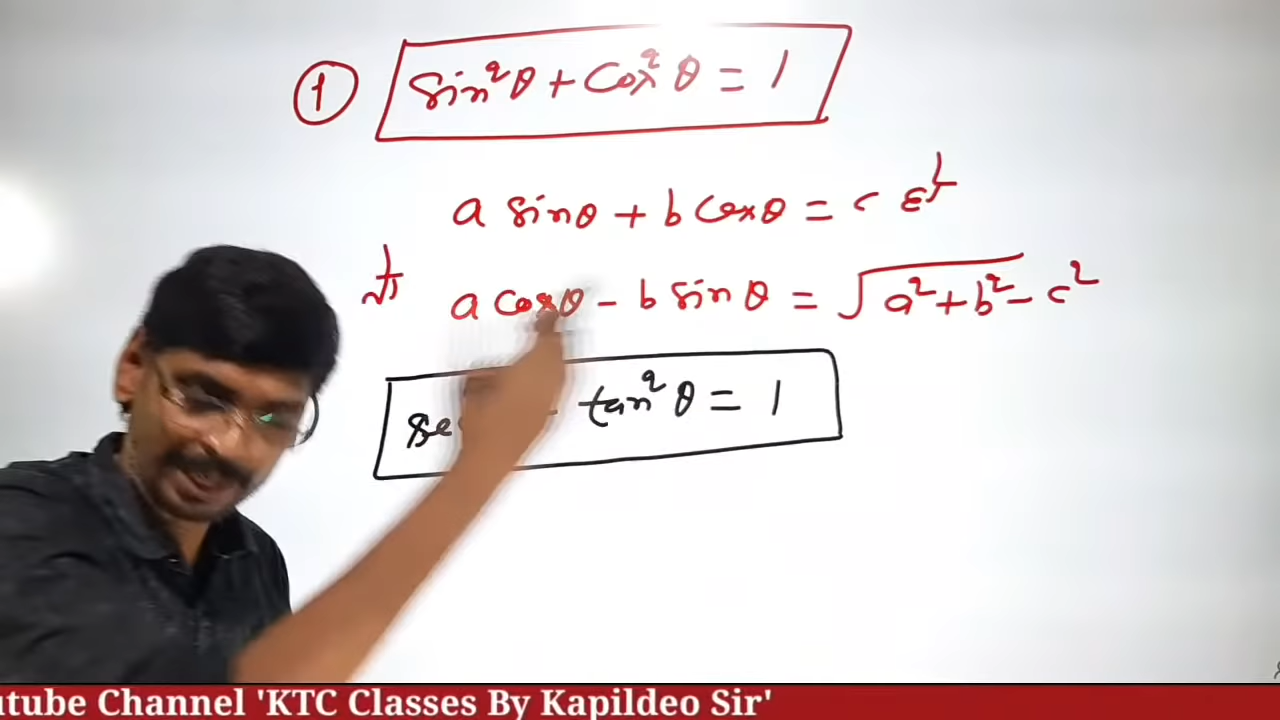 ① sin²θ + cos²θ = 1
a sinθ + b cosθ = c हो
तो a cosθ - b sinθ = √a²+b²-c²
tan²θ = 1
utube Channel 'KTC Classes By Kapildeo Sir'